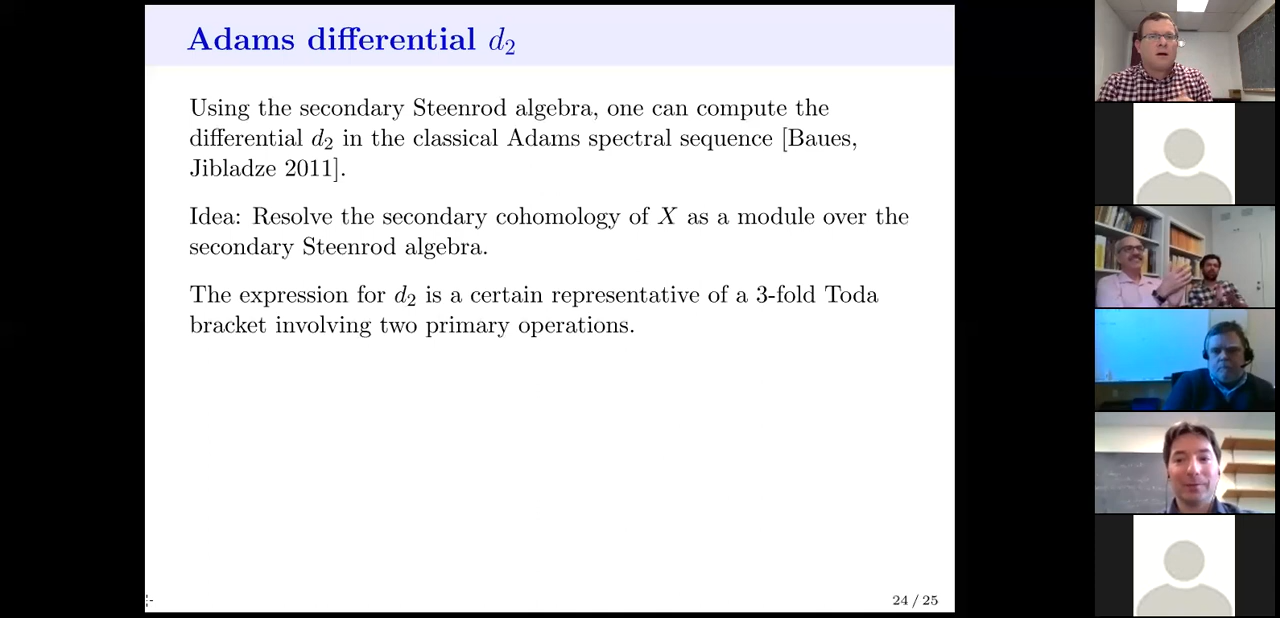 Adams differential d₂
Using the secondary Steenrod algebra, one can compute the
differential d₂ in the classical Adams spectral sequence [Baues,
Jibladze 2011].
Idea: Resolve the secondary cohomology of X as a module over the
secondary Steenrod algebra.
The expression for d₂ is a certain representative of a 3-fold Toda
bracket involving two primary operations.
24 / 25